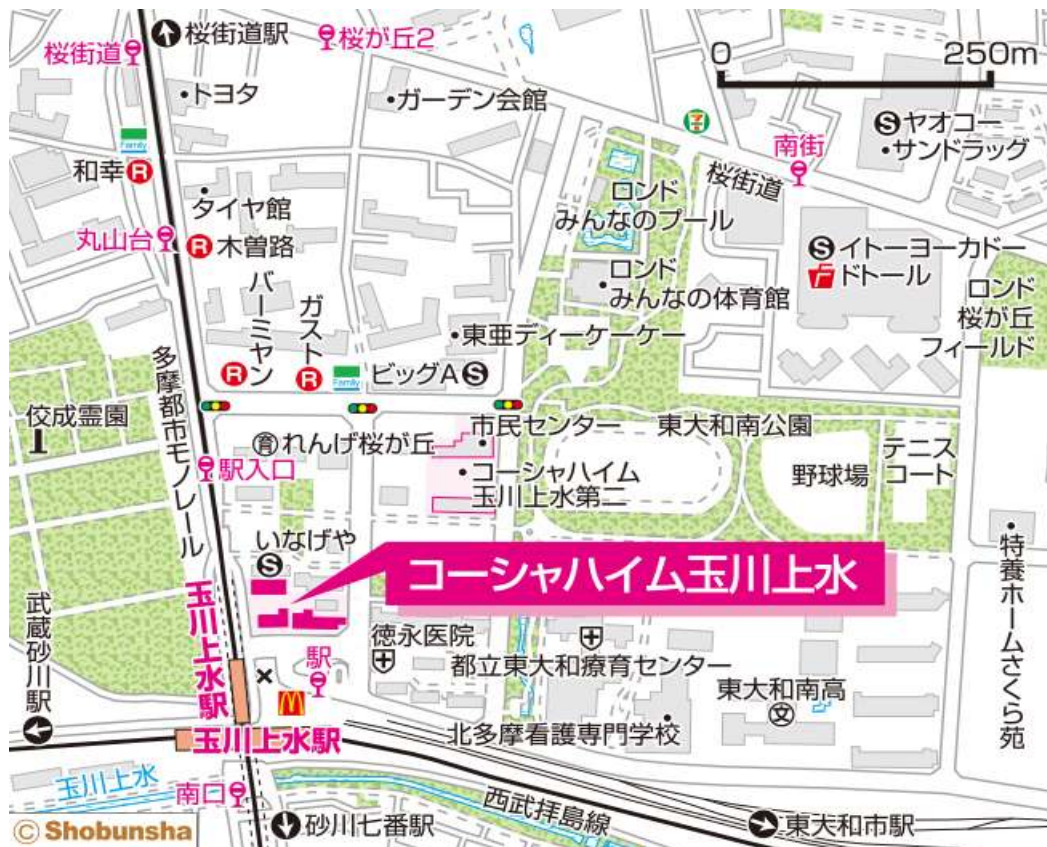 桜街道駅
桜が丘2
桜街道
0
250m
トヨタ
ガーデン会館
Family
ヤオコー
サンドラッグ
南街
桜街道
和幸
R
ロンド
みんなのプール
タイヤ館
丸山台
R
木曽路
S
イトーヨーカドー
ドトール
ロンド
みんなの体育館
ロンド
桜が丘
フィールド
バーミヤン
ガスト
東亜ディーケーケー
R
R
Family
ビッグA
S
多摩都市モノレール
佼成霊園
市民センター
東大和南公園
育
れんげ桜が丘
テニス
コート
野球場
駅入口
コーシャハイム
玉川上水第二
いなげや
S
コーシャハイム玉川上水
特養ホームさくら苑
武蔵砂川駅
玉川上水駅
徳永医院
駅
都立東大和療育センター
東大和南高
文
M
玉川上水駅
北多摩看護専門学校
玉川上水
南口
西武拝島線
© Shobunsha
砂川七番駅
東大和市駅